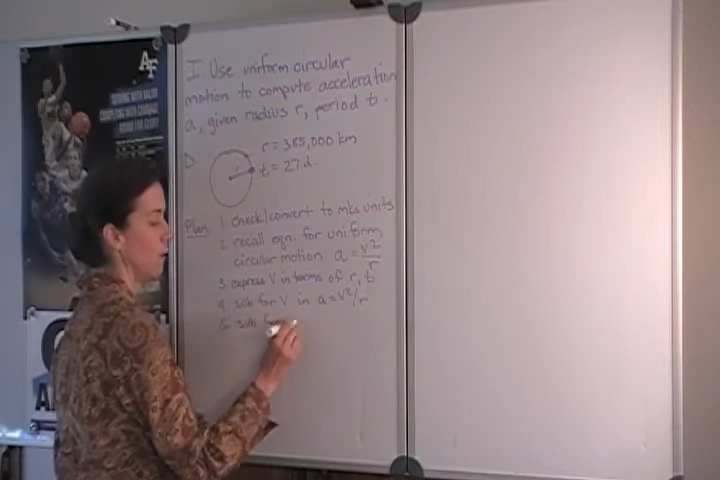 I Use uniform circular
motion to compute acceleration
a, given radius r, period t.
D.
r = 385,000 km
t = 27 d.
Plan: 1. check/convert to mks units
2. recall eqn. for uniform
circular motion a = v²/r
3. express V in terms of r, t
4. sub for V in a = v²/r
5. sub
AF